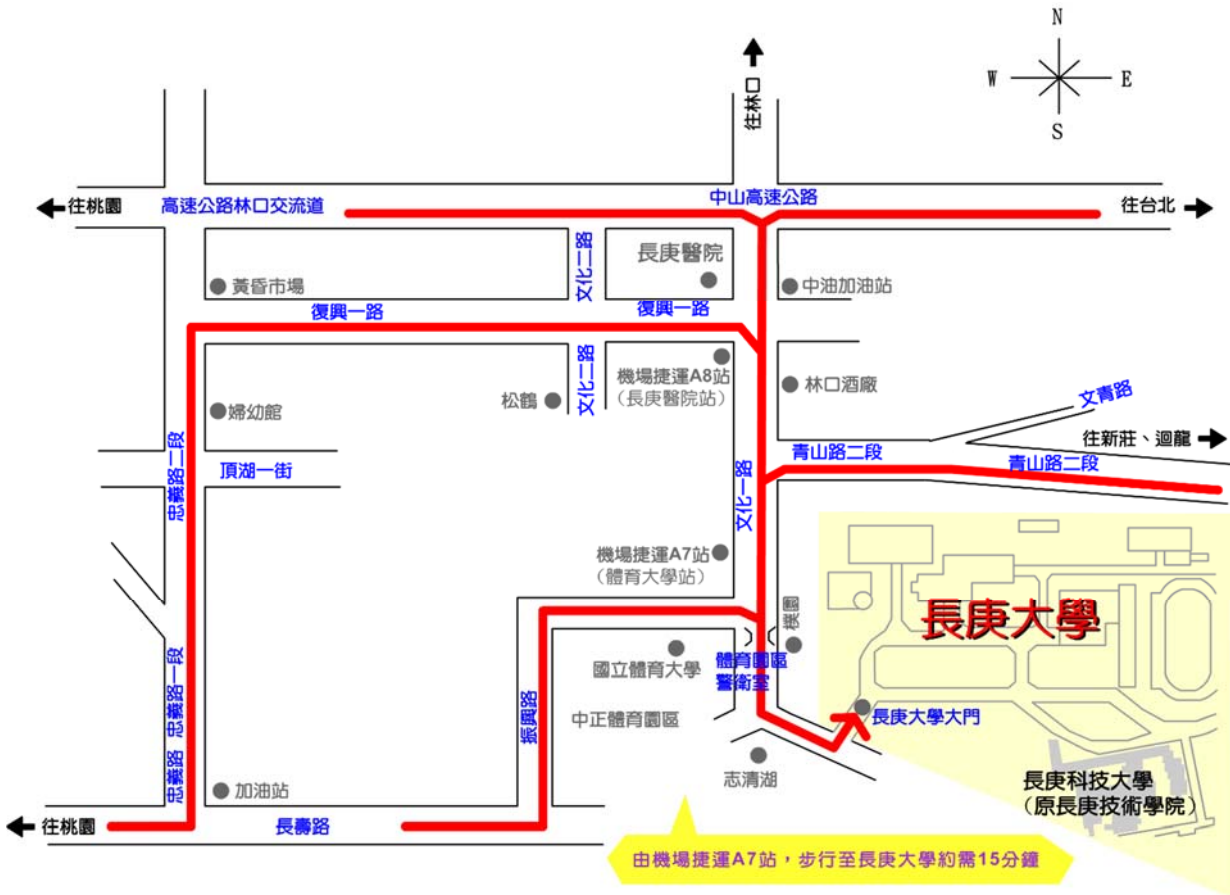 N
W
E
S
往林口
往桃園
高速公路林口交流道
中山高速公路
往台北
黃昏市場
文化二路
長庚醫院
中油加油站
復興一路
復興一路
機場捷運A8站
(長庚醫院站)
文化二路
松鶴
婦幼館
林口酒廠
文青路
往新莊、迴龍
青山路二段
青山路二段
忠義路二段
頂湖一街
文化一路
機場捷運A7站
(體育大學站)
長庚大學
樸園
國立體育大學
體育園區
警衛室
忠義路一段
振興路
中正體育園區
長庚大學大門
志清湖
忠義路
加油站
長庚科技大學
(原長庚技術學院)
往桃園
長壽路
由機場捷運A7站，步行至長庚大學約需15分鐘